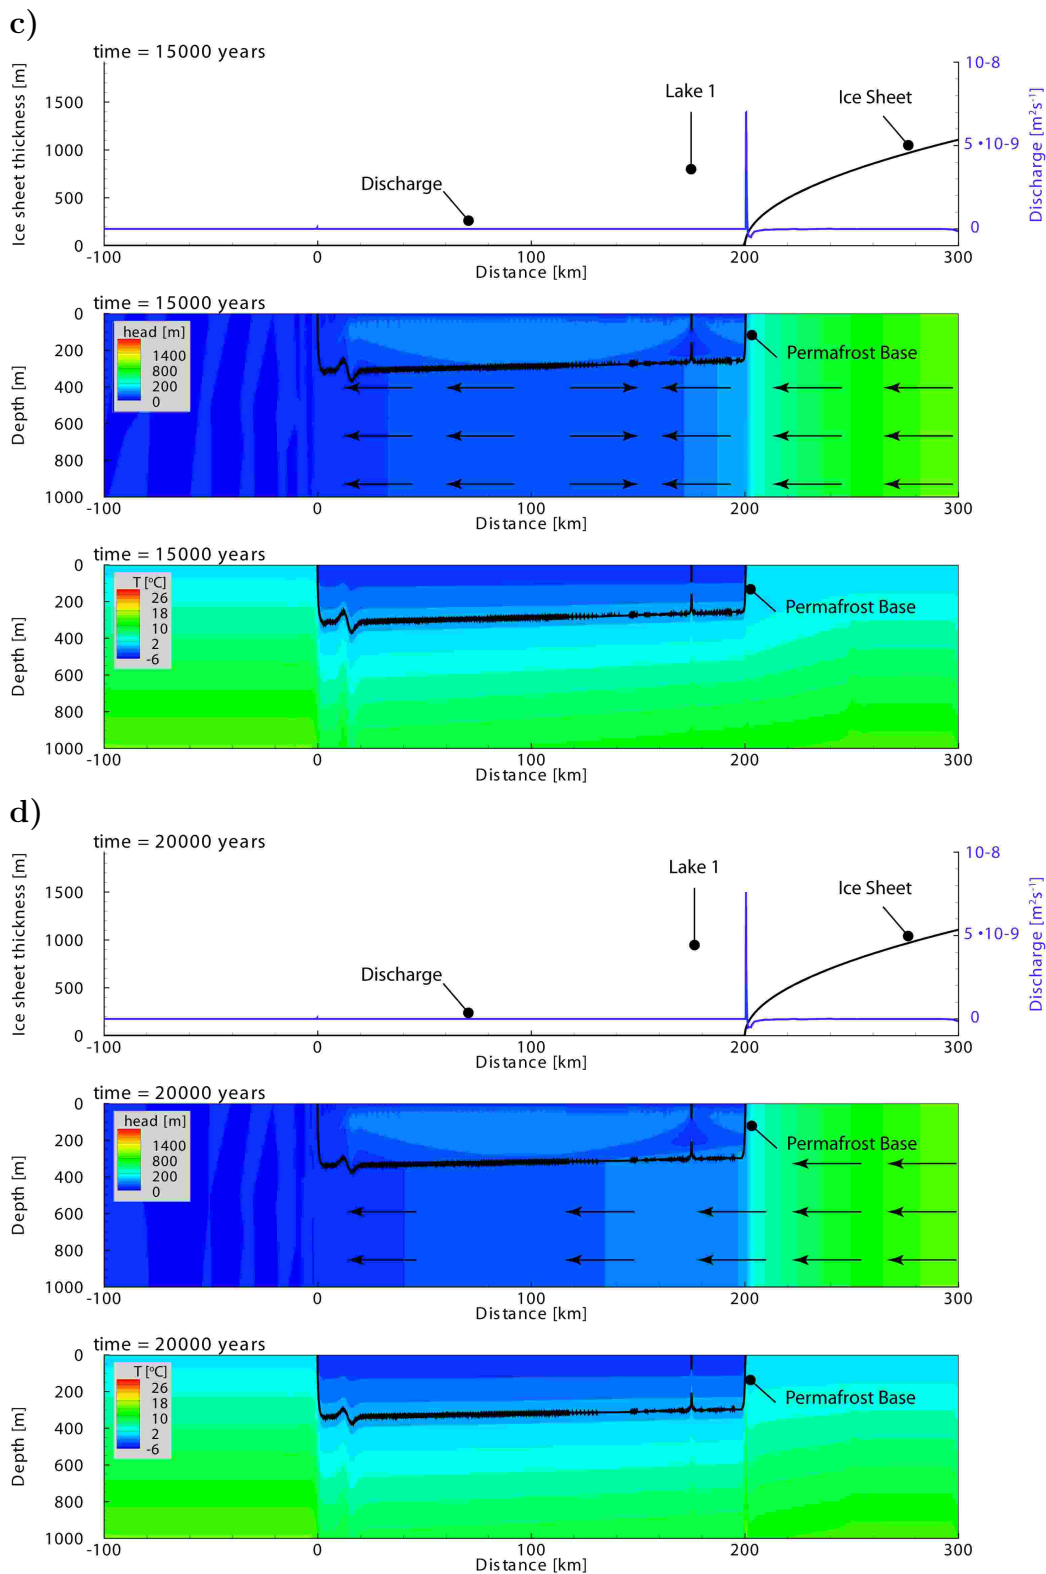 c)
time = 15000 years
Ice sheet thickness [m]
1500
1000
500
0
Discharge
Lake 1
Ice Sheet
10-8
5•10-9
0
Discharge [m²s⁻¹]
-100 0 100 200 300
Distance [km]
time = 15000 years
Depth [m]
0
200
400
600
800
1000
head [m]
1400
800
200
0
Permafrost Base
-100 0 100 200 300
Distance [km]
time = 15000 years
Depth [m]
0
200
400
600
800
1000
T [°C]
26
18
10
2
-6
Permafrost Base
-100 0 100 200 300
Distance [km]
d)
time = 20000 years
Ice sheet thickness [m]
1500
1000
500
0
Discharge
Lake 1
Ice Sheet
10-8
5•10-9
0
Discharge [m²s⁻¹]
-100 0 100 200 300
Distance [km]
time = 20000 years
Depth [m]
0
200
400
600
800
1000
head [m]
1400
800
200
0
Permafrost Base
-100 0 100 200 300
Distance [km]
time = 20000 years
Depth [m]
0
200
400
600
800
1000
T [°C]
26
18
10
2
-6
Permafrost Base
-100 0 100 200 300
Distance [km]